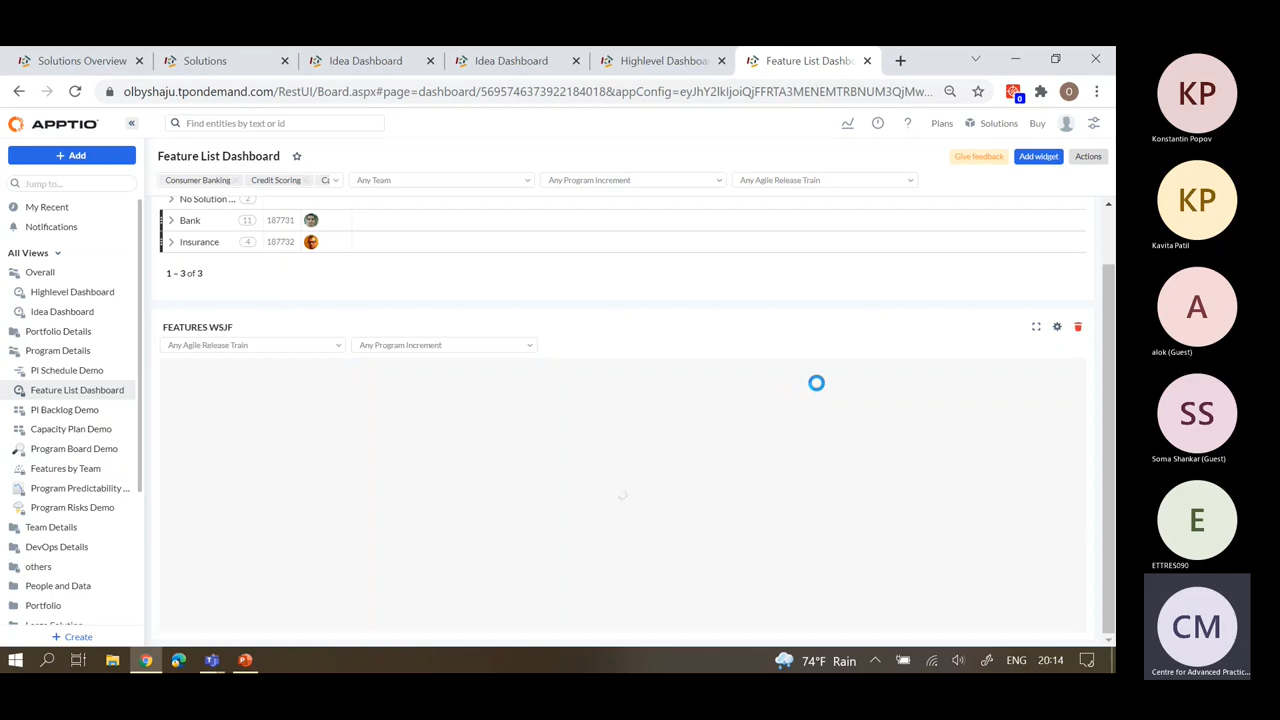 Solutions Overview
Solutions
Idea Dashboard
Idea Dashboard
Highlevel Dashboa
Feature List Dashbo
olbyshaju.tpondemand.com/RestUI/Board.aspx#page=dashboard/5695746373922184018&appConfig=eyJhY2lkIjoiQjFFRTA3MENEMTRBNUM3QjMw...
0
O
APPTIO
Find entities by text or id
Plans
Solutions
Buy
+ Add
Jump to...
My Recent
Notifications
All Views
Overall
Highlevel Dashboard
Idea Dashboard
Portfolio Details
Program Details
PI Schedule Demo
Feature List Dashboard
PI Backlog Demo
Capacity Plan Demo
Program Board Demo
Features by Team
Program Predictability ...
Program Risks Demo
Team Details
DevOps Details
others
People and Data
Portfolio
+ Create
Feature List Dashboard
Give feedback
Add widget
Actions
Consumer Banking
Credit Scoring
Ca
Any Team
Any Program Increment
Any Agile Release Train
No Solution ... 2
Bank 11 187731
Insurance 4 187732
1 – 3 of 3
FEATURES WSJF
Any Agile Release Train
Any Program Increment
74°F Rain
ENG
20:14
KP
Konstantin Popov
KP
Kavita Patil
A
alok (Guest)
SS
Soma Shankar (Guest)
E
ETTRES090
CM
Centre for Advanced Practic...